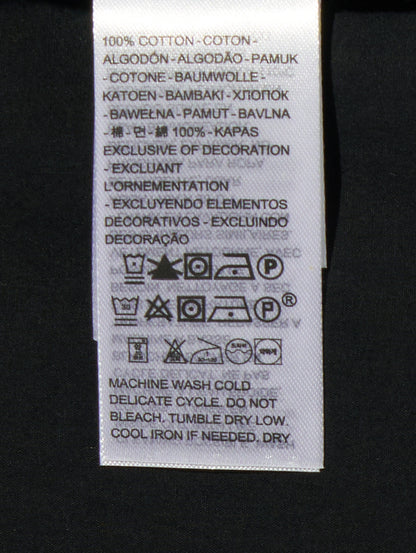 100% COTTON - COTON -
ALGODÓN - ALGODÃO - PAMUK
- COTONE - BAUMWOLLE -
KATOEN - BAMBAKI - ХЛОПОК
- BAWEŁNA - PAMUT - BAVLNA
- 棉 - 면 - 綿 100% - KAPAS
EXCLUSIVE OF DECORATION
- EXCLUANT
L'ORNEMENTATION
- EXCLUYENDO ELEMENTOS
DECORATIVOS - EXCLUINDO
DECORAÇÃO
P
30 P ®
MACHINE WASH COLD
DELICATE CYCLE. DO NOT
BLEACH. TUMBLE DRY LOW.
COOL IRON IF NEEDED. DRY